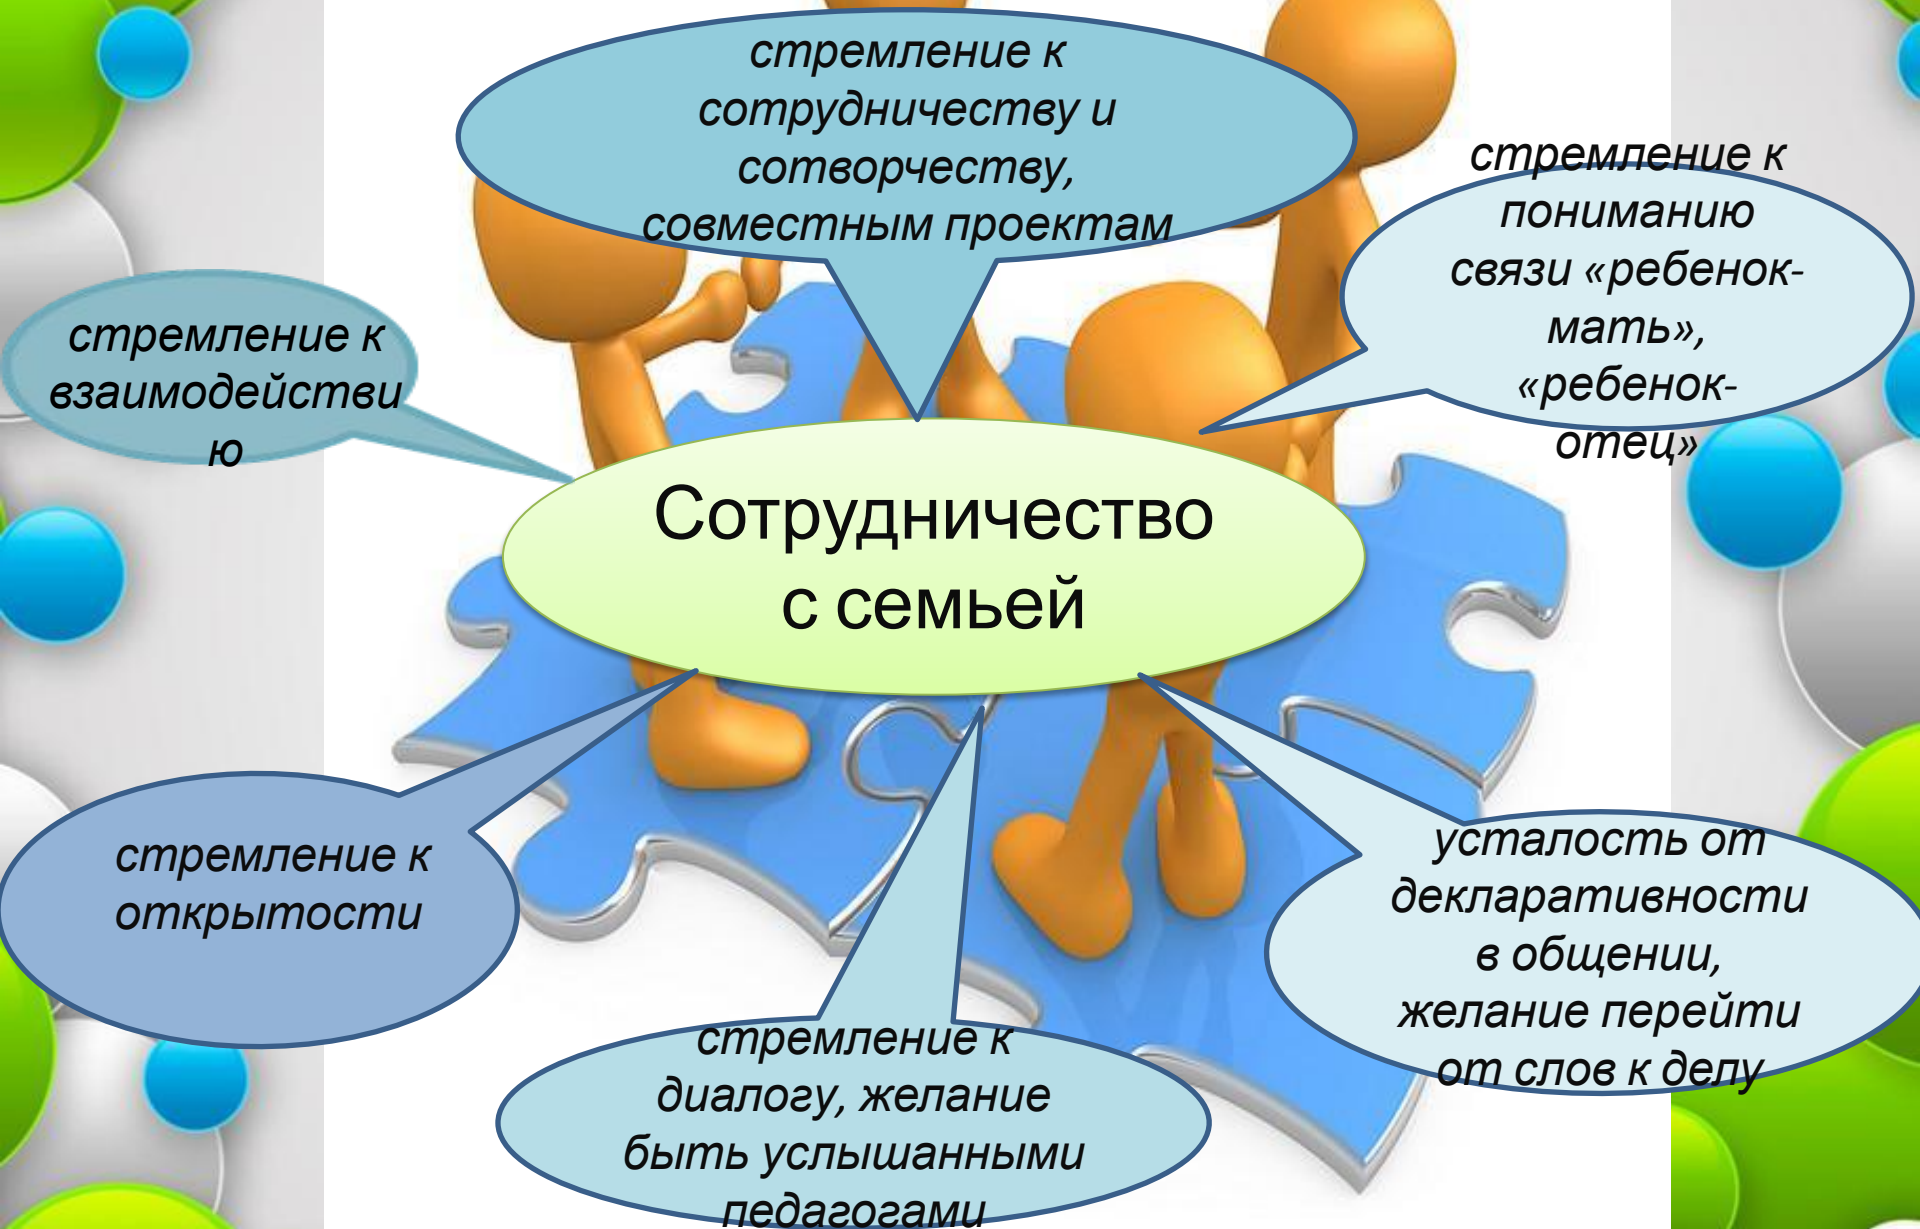 стремление к
сотрудничеству и
сотворчеству,
совместным проектам
стремление к
пониманию
связи «ребенок-
мать»,
«ребенок-
отец»
стремление к
взаимодействи
ю
Сотрудничество
с семьей
стремление к
открытости
усталость от
декларативности
в общении,
желание перейти
от слов к делу
стремление к
диалогу, желание
быть услышанными
педагогами